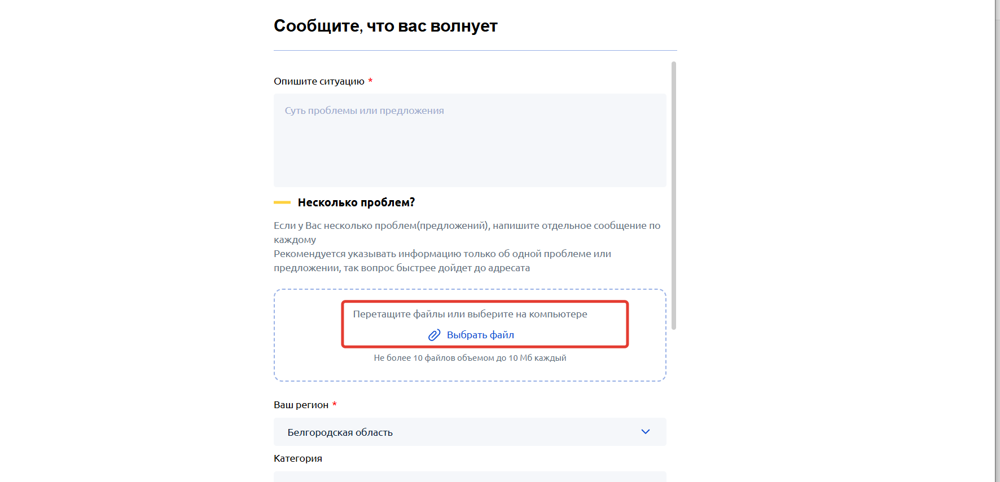 Сообщите, что вас волнует
Опишите ситуацию *
Суть проблемы или предложения
Несколько проблем?
Если у Вас несколько проблем(предложений), напишите отдельное сообщение по
каждому
Рекомендуется указывать информацию только об одной проблеме или
предложении, так вопрос быстрее дойдет до адресата
Перетащите файлы или выберите на компьютере
Выбрать файл
Не более 10 файлов объемом до 10 Мб каждый
Ваш регион *
Белгородская область
Категория